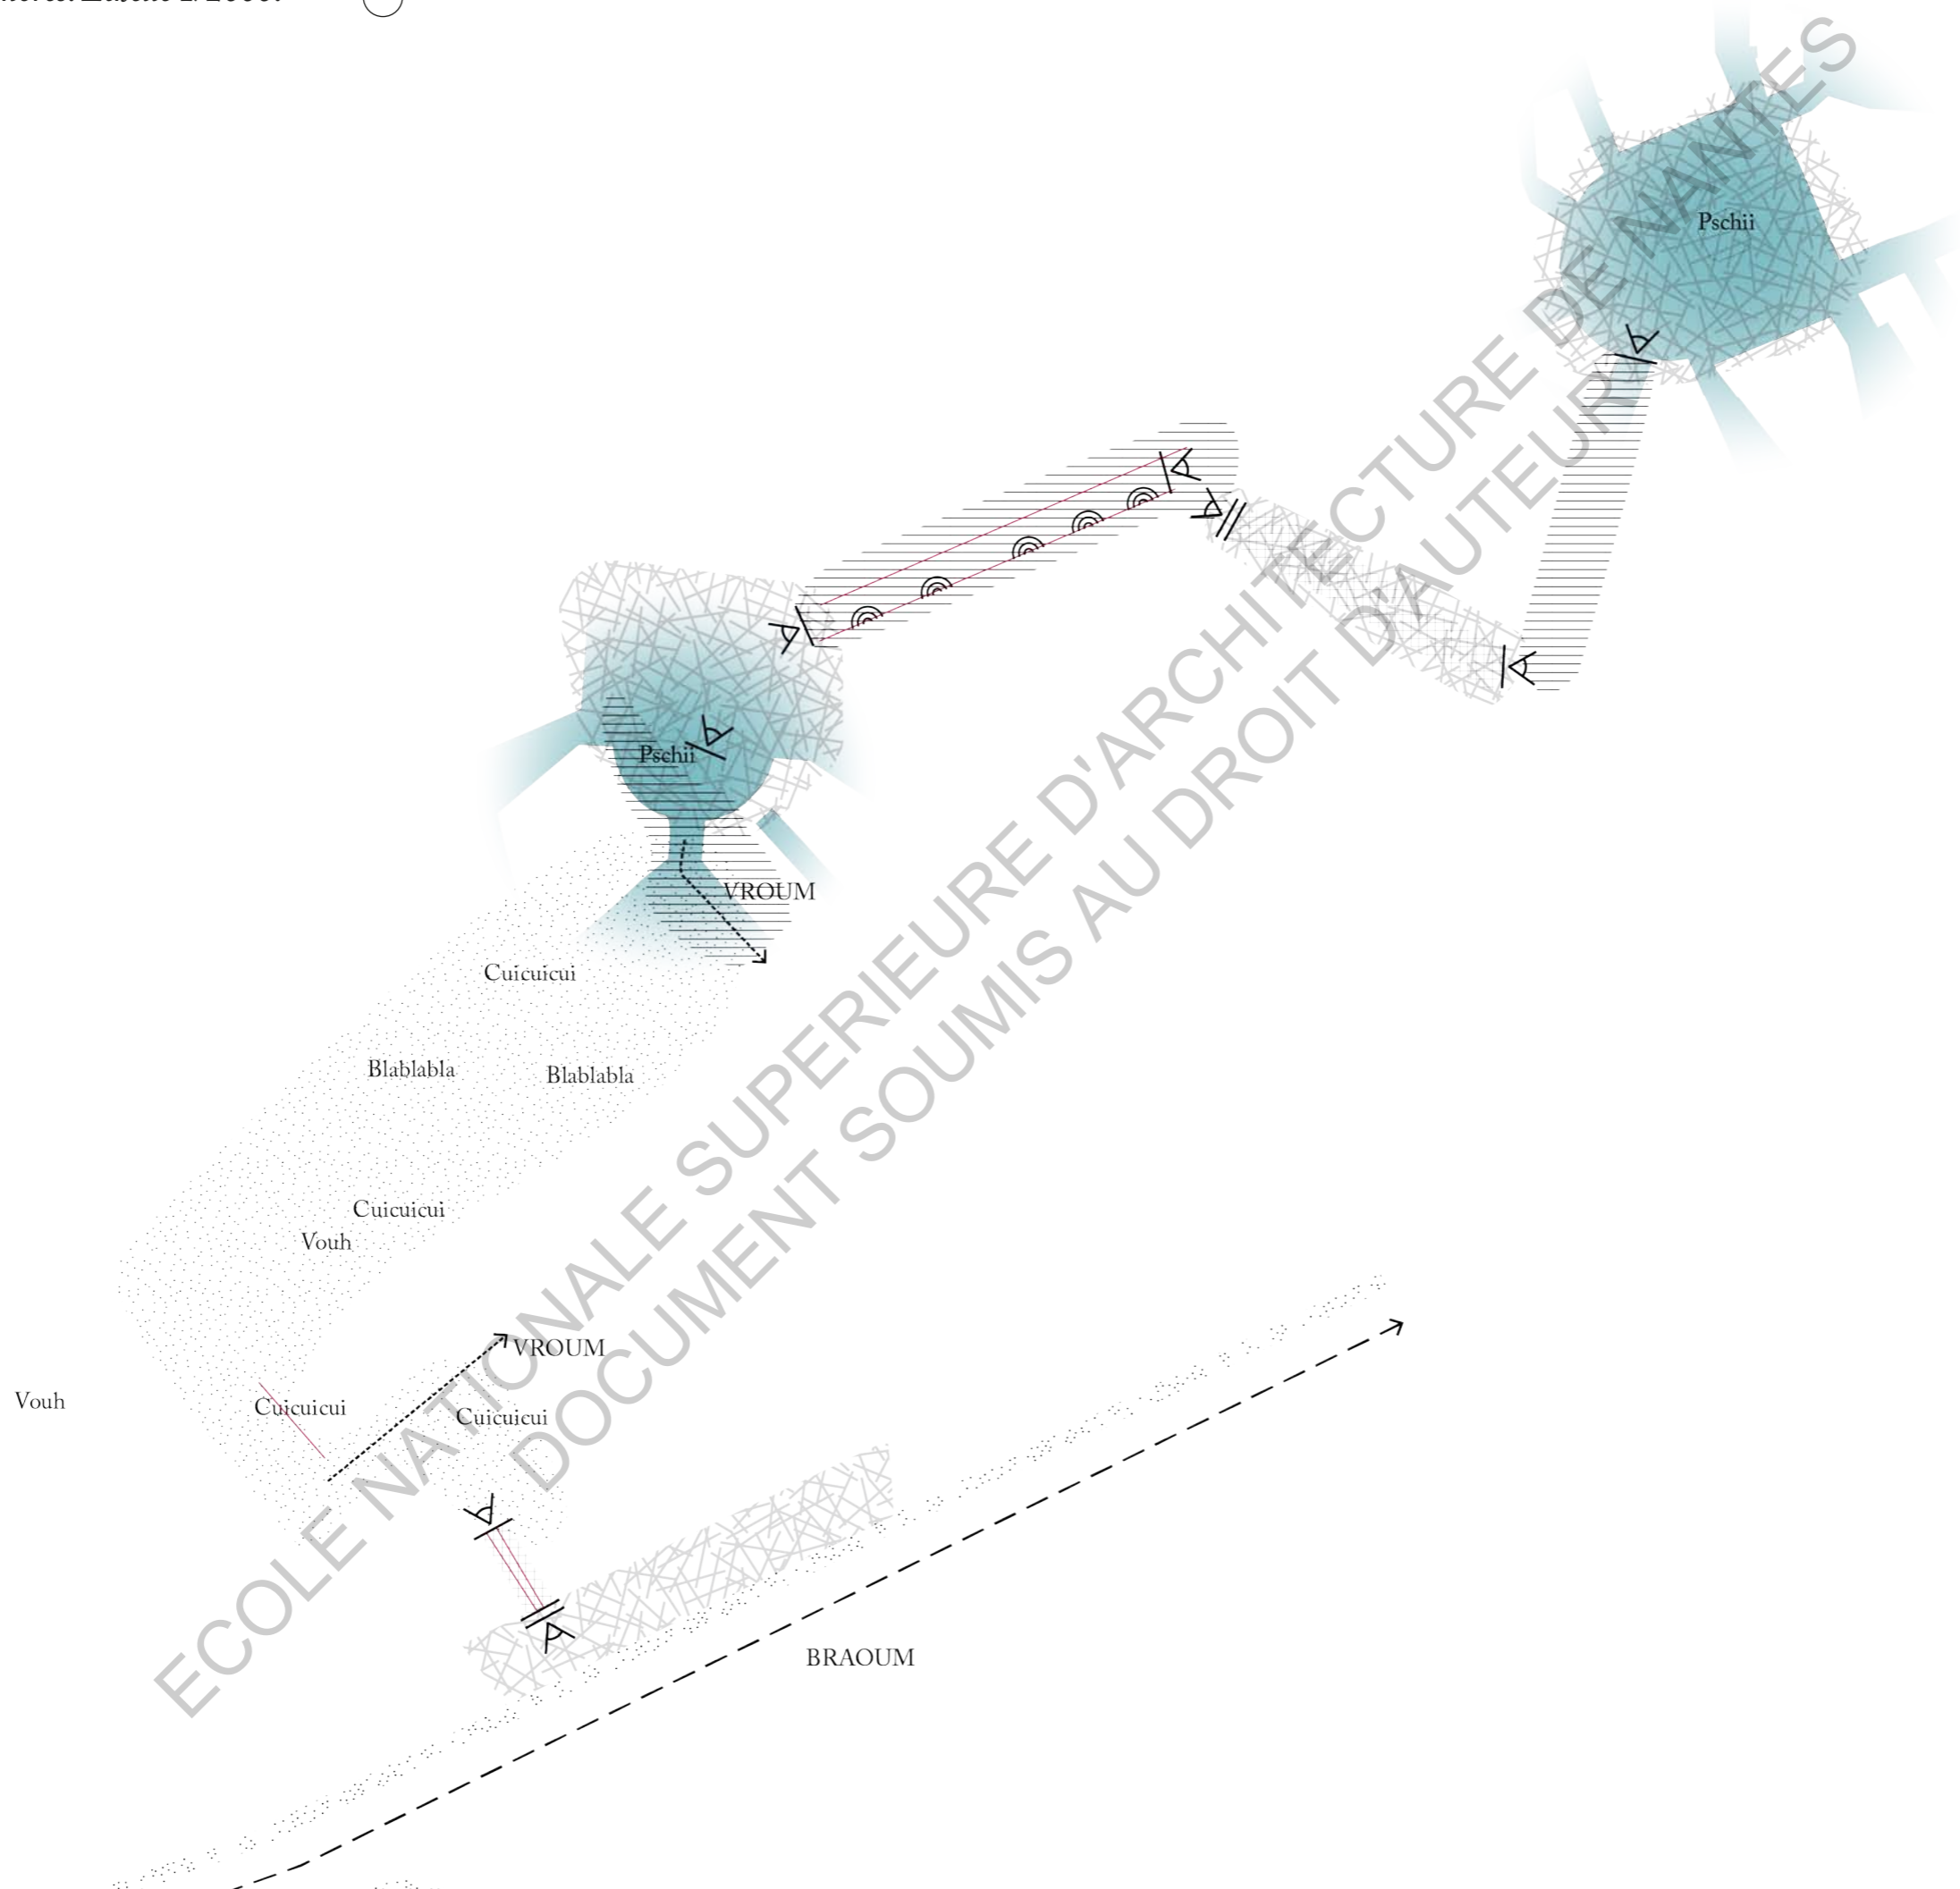 Pschii
Pschii
VROUM
Cuicuicui
Blablabla
Blablabla
Cuicuicui
Vouh
VROUM
Vouh
Cuicuicui
Cuicuicui
BRAOUM
ECOLE NATIONALE SUPERIEURE D'ARCHITECTURE DE NANTES
DOCUMENT SOUMIS AU DROIT D'AUTEUR